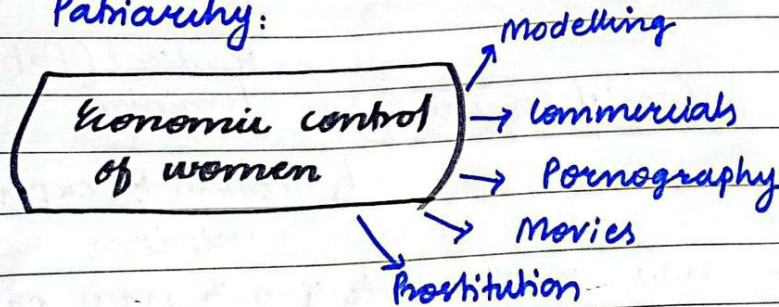 Patriarchy:
Modelling
Economic control
of women
Commercials
Pornography
Movies
Prostitution